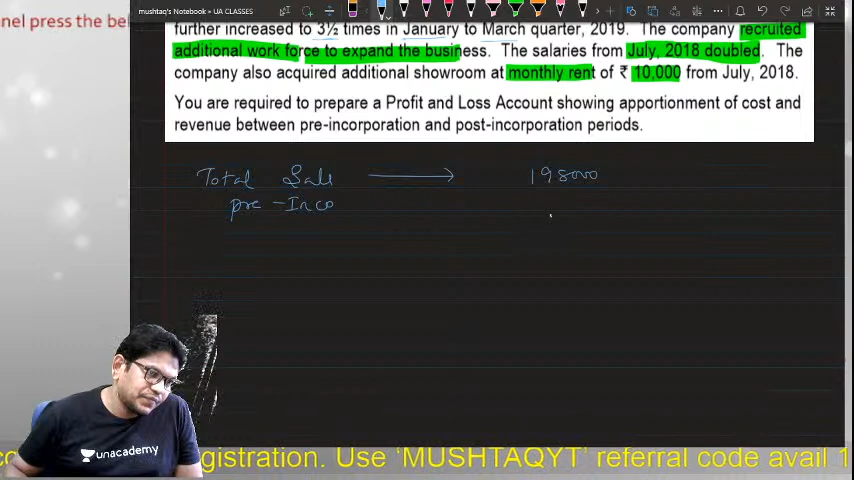 nel press the bel
mushtaq's Notebook » UA CLASSES
further increased to 3½ times in January to March quarter, 2019. The company recruited
additional work force to expand the business. The salaries from July, 2018 doubled. The
company also acquired additional showroom at monthly rent of ₹ 10,000 from July, 2018.
You are required to prepare a Profit and Loss Account showing apportionment of cost and
revenue between pre-incorporation and post-incorporation periods.
Total Sale → 198000
pre -Inco
unacademy
gistration. Use ‘MUSHTAQYT’ referral code avail 1